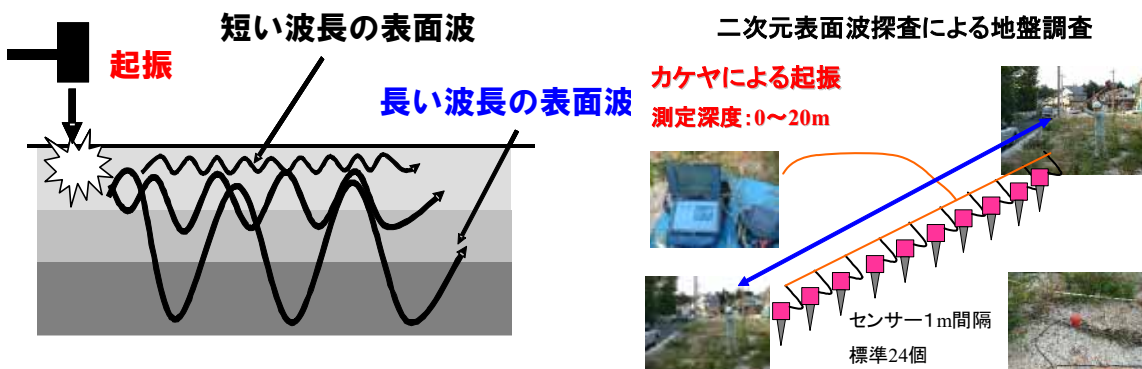 短い波長の表面波
起振
長い波長の表面波
二次元表面波探査による地盤調査
カケヤによる起振
測定深度:0～20m
センサー1m間隔
標準24個